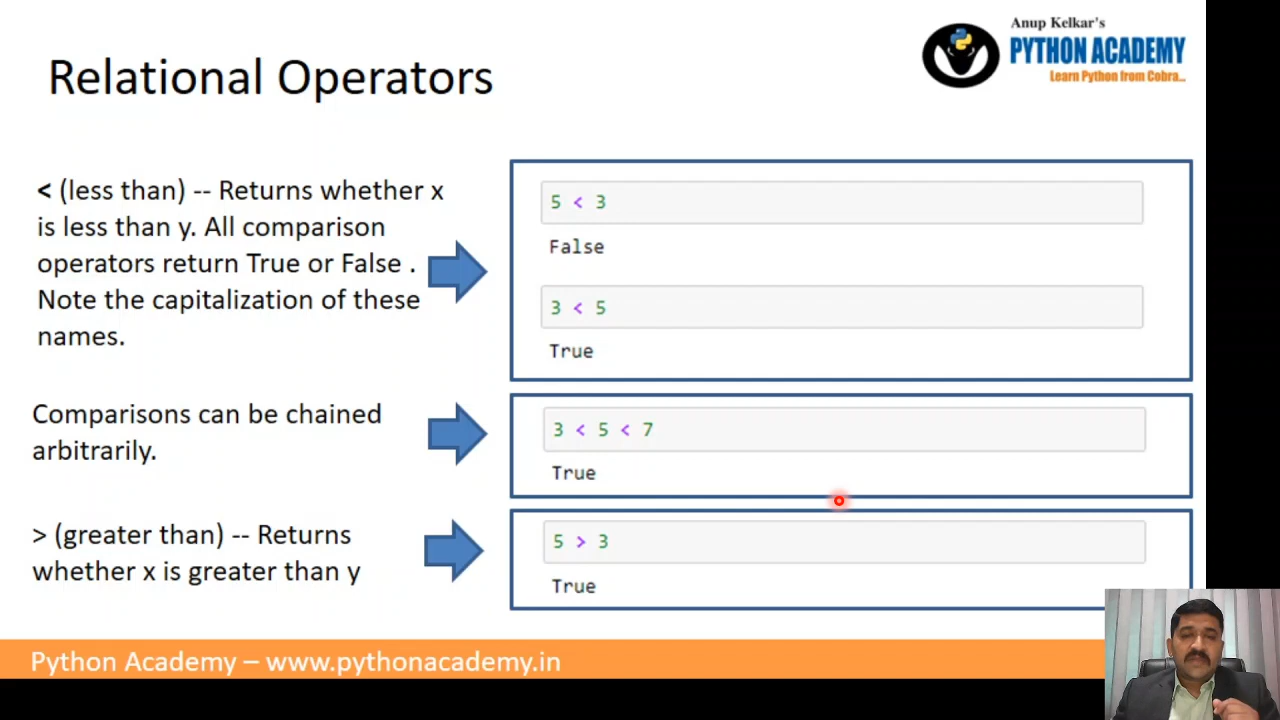 Anup Kelkar's
PYTHON ACADEMY
Learn Python from Cobra...
Relational Operators
< (less than) -- Returns whether x
is less than y. All comparison
operators return True or False .
Note the capitalization of these
names.
5 < 3
False
3 < 5
True
Comparisons can be chained
arbitrarily.
3 < 5 < 7
True
> (greater than) -- Returns
whether x is greater than y
5 > 3
True
Python Academy – www.pythonacademy.in